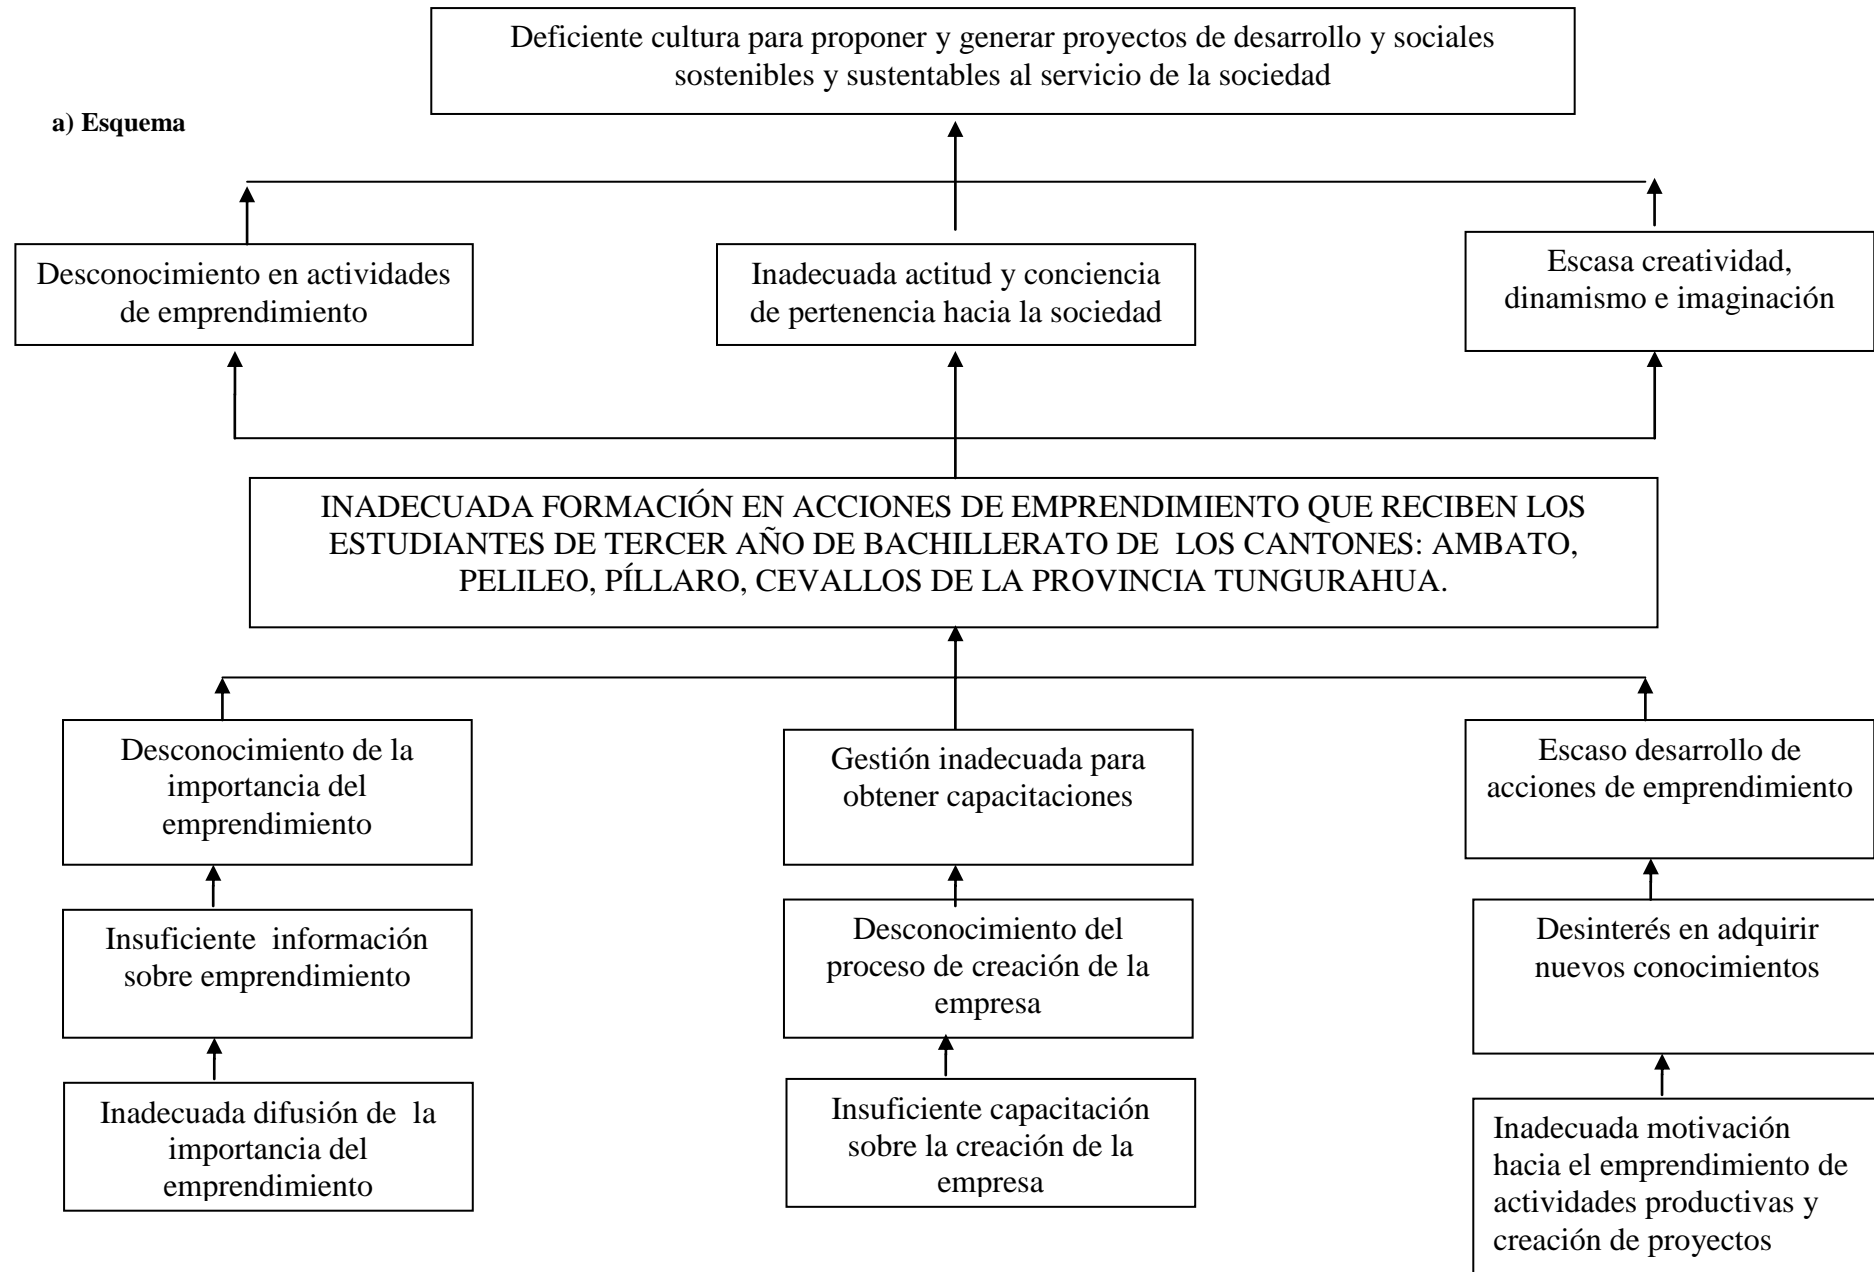 Deficiente cultura para proponer y generar proyectos de desarrollo y sociales
sostenibles y sustentables al servicio de la sociedad
a) Esquema
Desconocimiento en actividades
de emprendimiento
Inadecuada actitud y conciencia
de pertenencia hacia la sociedad
Escasa creatividad,
dinamismo e imaginación
INADECUADA FORMACIÓN EN ACCIONES DE EMPRENDIMIENTO QUE RECIBEN LOS
ESTUDIANTES DE TERCER AÑO DE BACHILLERATO DE LOS CANTONES: AMBATO,
PELILEO, PÍLLARO, CEVALLOS DE LA PROVINCIA TUNGURAHUA.
Desconocimiento de la
importancia del
emprendimiento
Gestión inadecuada para
obtener capacitaciones
Escaso desarrollo de
acciones de emprendimiento
Insuficiente información
sobre emprendimiento
Desconocimiento del
proceso de creación de la
empresa
Desinterés en adquirir
nuevos conocimientos
Inadecuada difusión de la
importancia del
emprendimiento
Insuficiente capacitación
sobre la creación de la
empresa
Inadecuada motivación
hacia el emprendimiento de
actividades productivas y
creación de proyectos